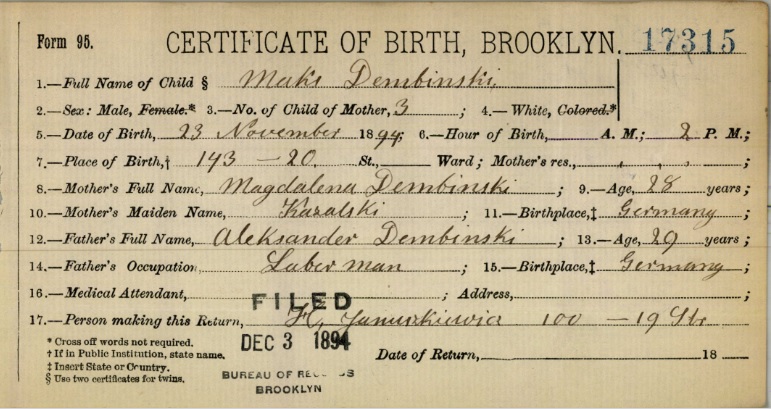 Form 95. CERTIFICATE OF BIRTH, BROOKLYN. 17315
1.—Full Name of Child § Maks Dembinski
2.—Sex: Male, Female.* 3.—No. of Child of Mother, 3 ; 4.—White, Colored.*
5.—Date of Birth, 23 November 1894; 6.—Hour of Birth, A. M.; 2 P. M.;
7.—Place of Birth,† 143 — 20. St., Ward; Mother's res., , , ;
8.—Mother's Full Name, Magdalena Dembinski ; 9.—Age, 28 years;
10.—Mother's Maiden Name, Kazalski ; 11.—Birthplace,‡ Germany ;
12.—Father's Full Name, Aleksander Dembinski ; 13.—Age, 29 years;
14.—Father's Occupation Laber man ; 15.—Birthplace,‡ Germany ;
16.—Medical Attendant, ; Address, ;
FILED
17.—Person making this Return, Januszkiewicz 100 — 19 Str
* Cross off words not required.
† If in Public Institution, state name.
‡ Insert State or Country.
§ Use two certificates for twins.
DEC 3 1894
Date of Return, 18
BUREAU OF RECORDS
BROOKLYN